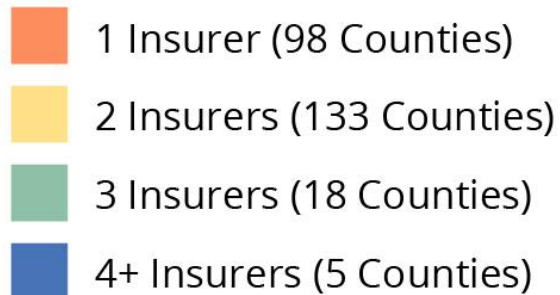 1 Insurer (98 Counties)
2 Insurers (133 Counties)
3 Insurers (18 Counties)
4+ Insurers (5 Counties)